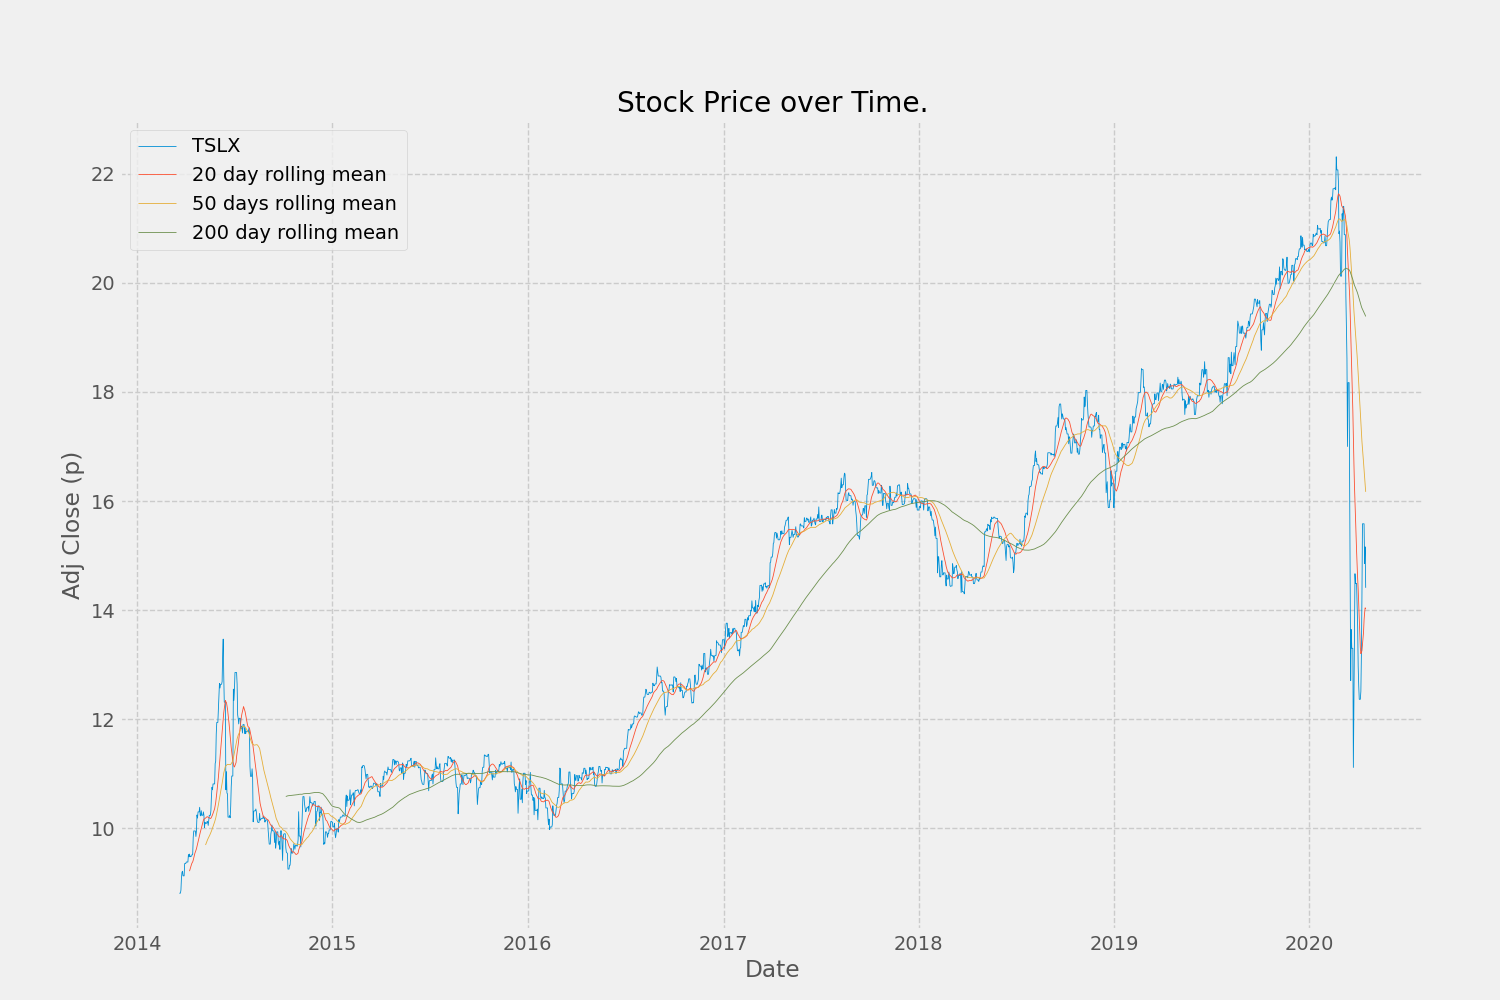 Stock Price over Time.
TSLX
20 day rolling mean
50 days rolling mean
200 day rolling mean
Adj Close (p)
22
20
18
16
14
12
10
2014 2015 2016 2017 2018 2019 2020
Date